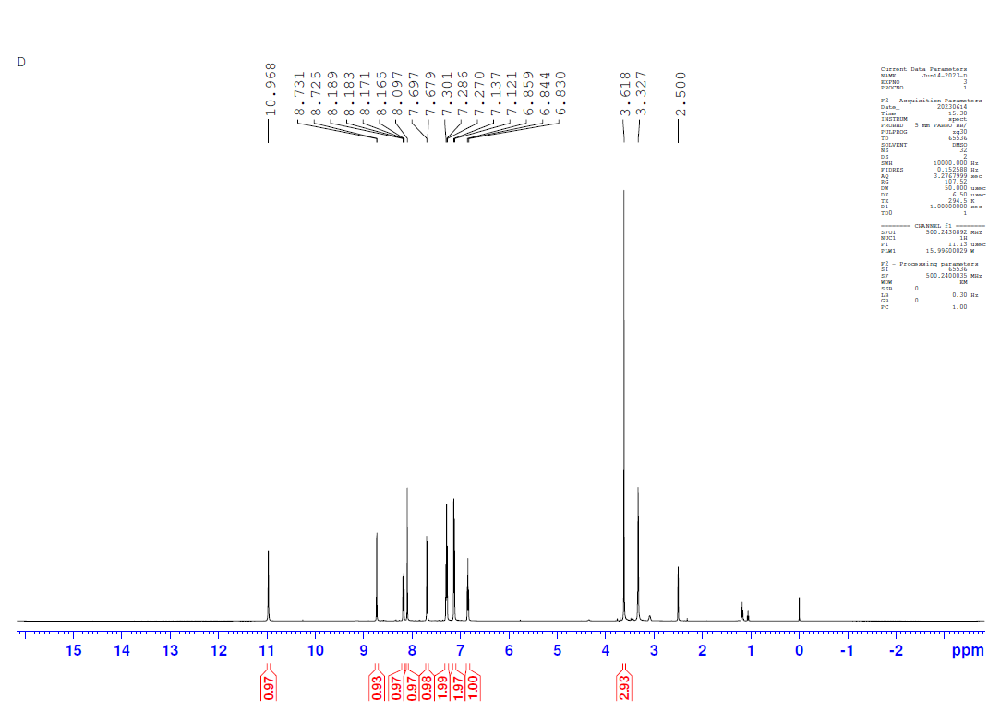 D
10.968
8.731
8.725
8.189
8.183
8.171
8.165
8.097
7.697
7.679
7.301
7.286
7.270
7.137
7.121
6.859
6.844
6.830
3.618
3.327
2.500
Current Data Parameters
NAME Jun14-2023-D
EXPNO 3
PROCNO 1
F2 - Acquisition Parameters
Date_ 20230614
Time 15.30
INSTRUM spect
PROBHD 5 mm PABBO BB/
PULPROG zg30
TD 65536
SOLVENT DMSO
NS 32
DS 2
SWH 10000.000 Hz
FIDRES 0.152588 Hz
AQ 3.2767999 sec
RG 107.52
DW 50.000 usec
DE 6.50 usec
TE 294.5 K
D1 1.00000000 sec
TD0 1
======== CHANNEL f1 ========
SFO1 500.2430892 MHz
NUC1 1H
P1 11.13 usec
PLW1 15.99600029 W
F2 - Processing parameters
SI 65536
SF 500.2400035 MHz
WDW EM
SSB 0
LB 0.30 Hz
GB 0
PC 1.00
15 14 13 12 11 10 9 8 7 6 5 4 3 2 1 0 -1 -2 ppm
0.97
0.93
0.97
0.97
0.98
1.99
1.97
1.00
2.93